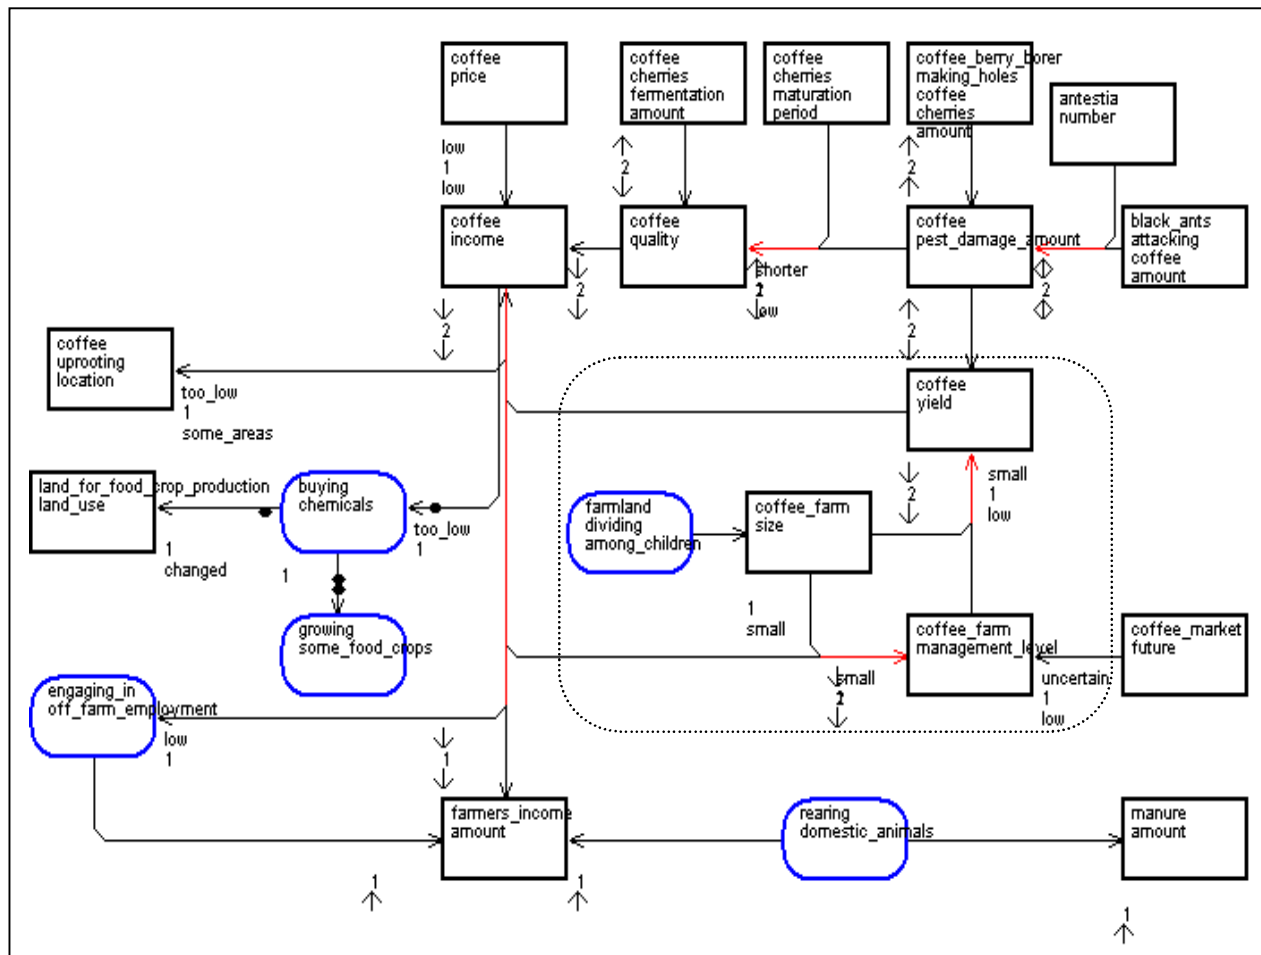 coffee
price
coffee
cherries
fermentation
amount
coffee
cherries
maturation
period
coffee_berry_borer
making_holes
coffee
cherries
amount
antestia
number
low
1
low
2
2
coffee
income
coffee
quality
coffee
pest_damage_amount
black_ants
attacking
coffee
amount
2
2
shorter
low
2
2
2
coffee
uprooting
location
too_low
1
some_areas
coffee
yield
land_for_food_crop_production
land_use
buying
chemicals
too_low
1
1
changed
1
farmland
dividing
among_children
coffee_farm
size
2
small
1
low
1
small
growing
some_food_crops
coffee_farm
management_level
coffee_market
future
small
2
uncertain
1
low
engaging_in
off_farm_employment
low
1
1
farmers_income
amount
rearing
domestic_animals
manure
amount
1
1
1